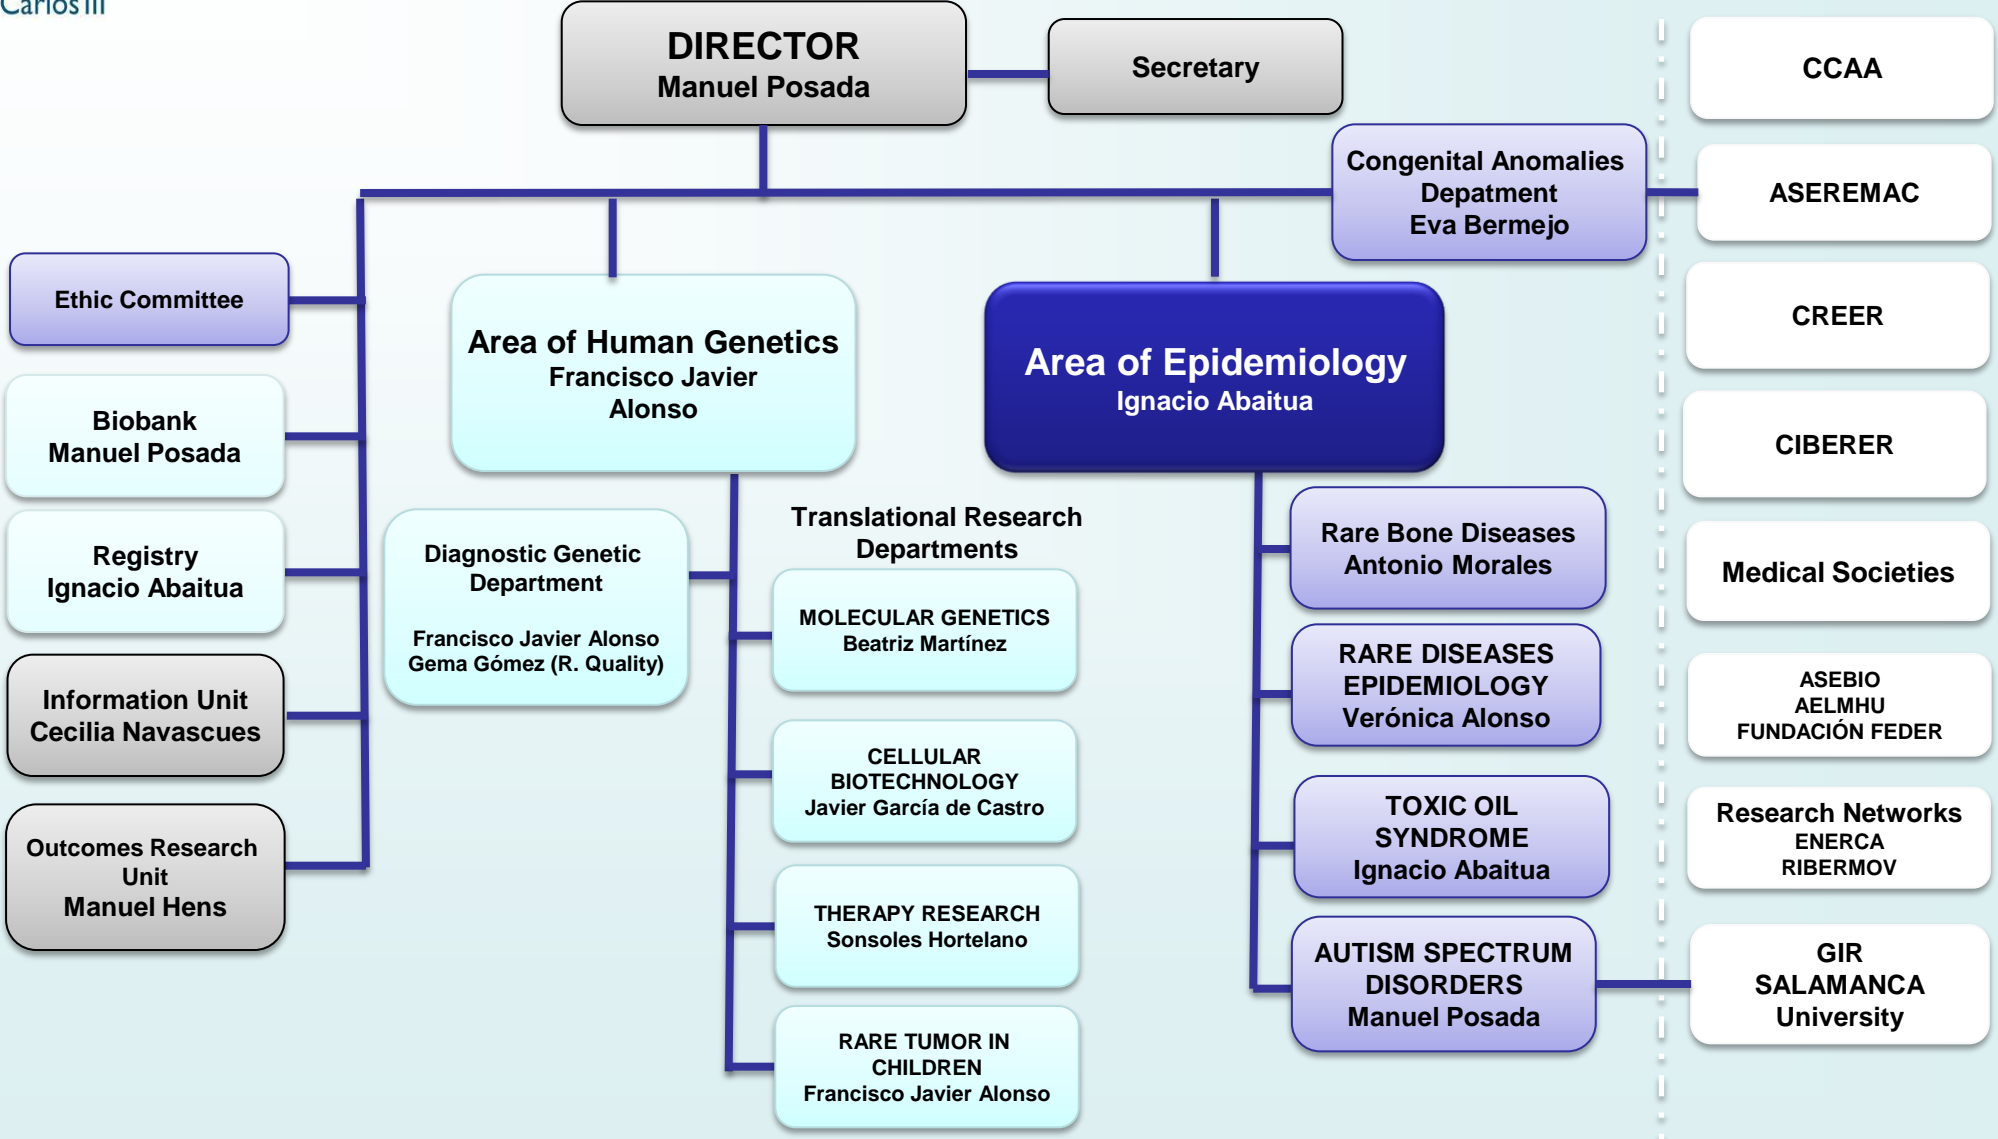 Carlos III
DIRECTOR
Manuel Posada
Secretary
CCAA
Congenital Anomalies
Depatment
Eva Bermejo
ASEREMAC
Ethic Committee
Area of Human Genetics
Francisco Javier
Alonso
Area of Epidemiology
Ignacio Abaitua
CREER
Biobank
Manuel Posada
CIBERER
Registry
Ignacio Abaitua
Diagnostic Genetic
Department
Francisco Javier Alonso
Gema Gómez (R. Quality)
Translational Research
Departments
MOLECULAR GENETICS
Beatriz Martínez
Rare Bone Diseases
Antonio Morales
Medical Societies
Information Unit
Cecilia Navascues
RARE DISEASES
EPIDEMIOLOGY
Verónica Alonso
ASEBIO
AELMHU
FUNDACIÓN FEDER
CELLULAR
BIOTECHNOLOGY
Javier García de Castro
TOXIC OIL
SYNDROME
Ignacio Abaitua
Research Networks
ENERCA
RIBERMOV
Outcomes Research
Unit
Manuel Hens
THERAPY RESEARCH
Sonsoles Hortelano
AUTISM SPECTRUM
DISORDERS
Manuel Posada
GIR
SALAMANCA
University
RARE TUMOR IN
CHILDREN
Francisco Javier Alonso